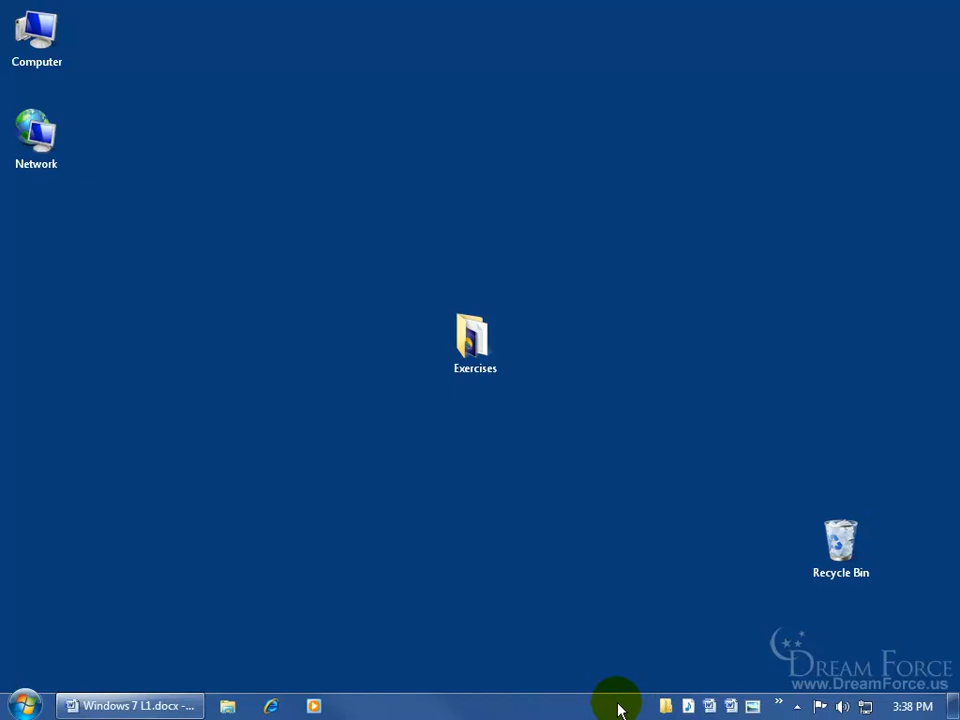 Computer
Network
Exercises
Recycle Bin
DREAM FORCE
www.DreamForce.us
Windows 7 L1.docx -...
3:38 PM